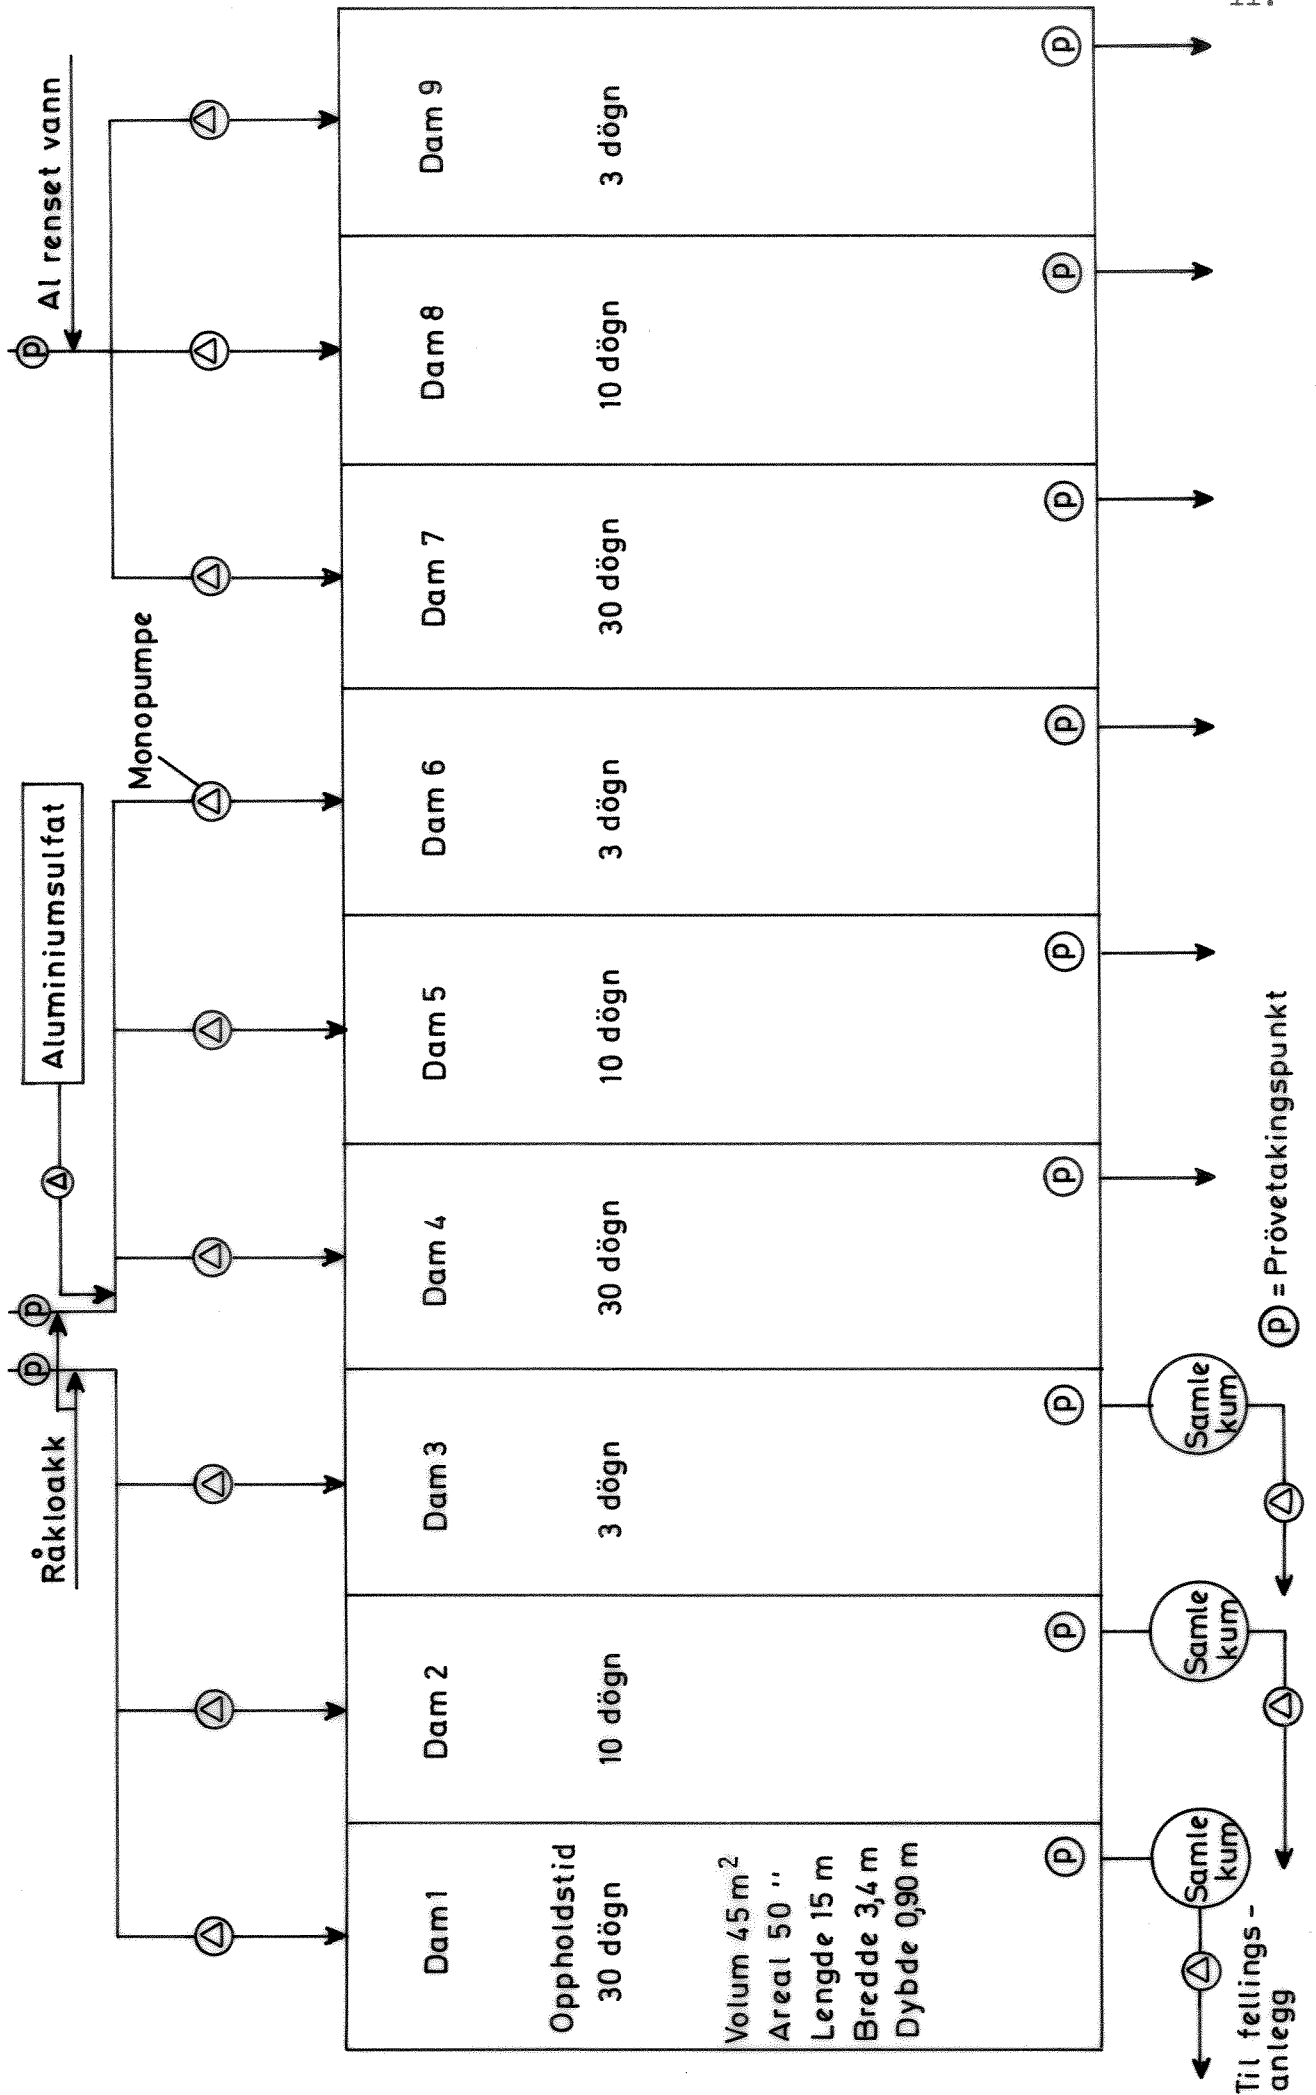 Råkloakk
Aluminiumsulfat
Monopumpe
Al renset vann
P
P
P
Dam 1
Oppholdstid
30 dögn
Volum 45 m²
Areal 50 "
Lengde 15 m
Bredde 3,4 m
Dybde 0,90 m
P
Dam 2
10 dögn
P
Dam 3
3 dögn
P
Dam 4
30 dögn
P
Dam 5
10 dögn
P
Dam 6
3 dögn
P
Dam 7
30 dögn
P
Dam 8
10 dögn
P
Dam 9
3 dögn
P
Samle
kum
Samle
kum
Samle
kum
Til fellings-
anlegg
P = Prövetakingspunkt